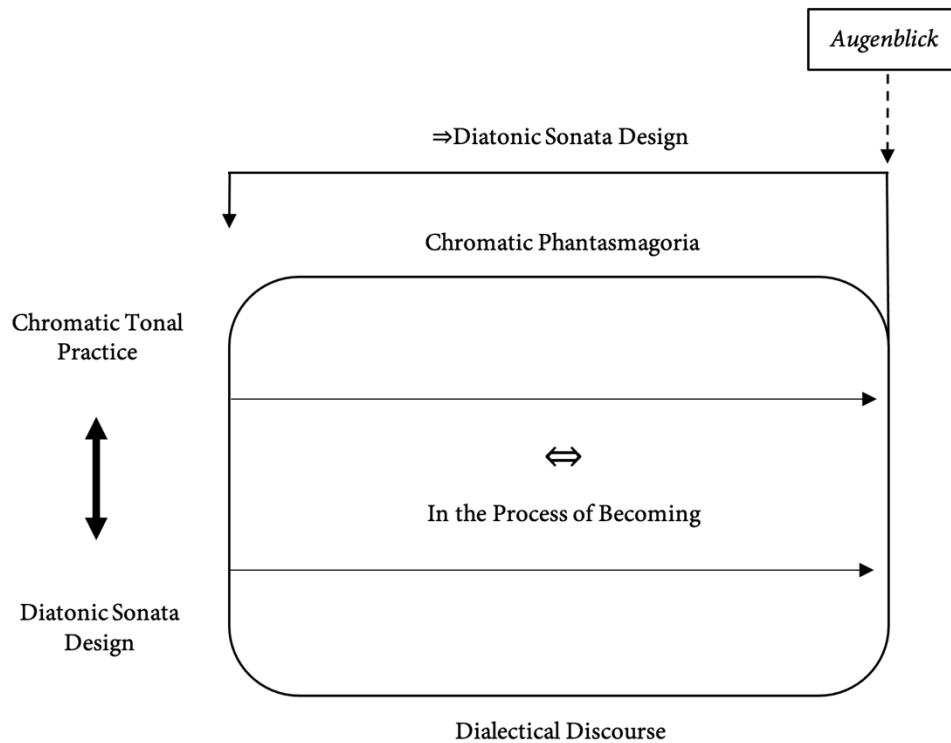 Augenblick
⇒Diatonic Sonata Design
Chromatic Phantasmagoria
Chromatic Tonal
Practice
⇔
In the Process of Becoming
Diatonic Sonata
Design
Dialectical Discourse